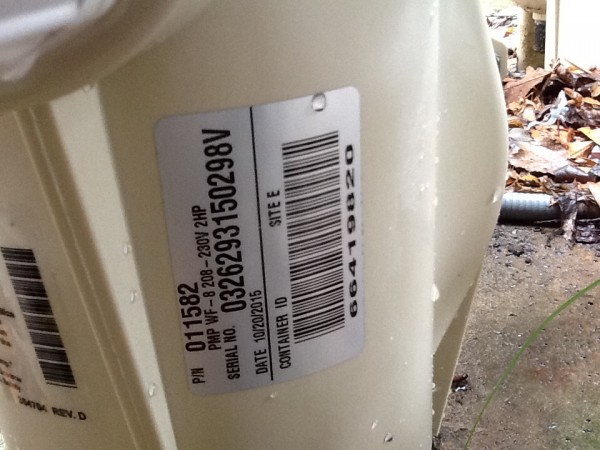 P/N 011582
PMP WF-8 208-230V 2HP
SERIAL NO. 0326293150298V
DATE 10/20/2015 SITE E
CONTAINER ID
66419820
REV. D